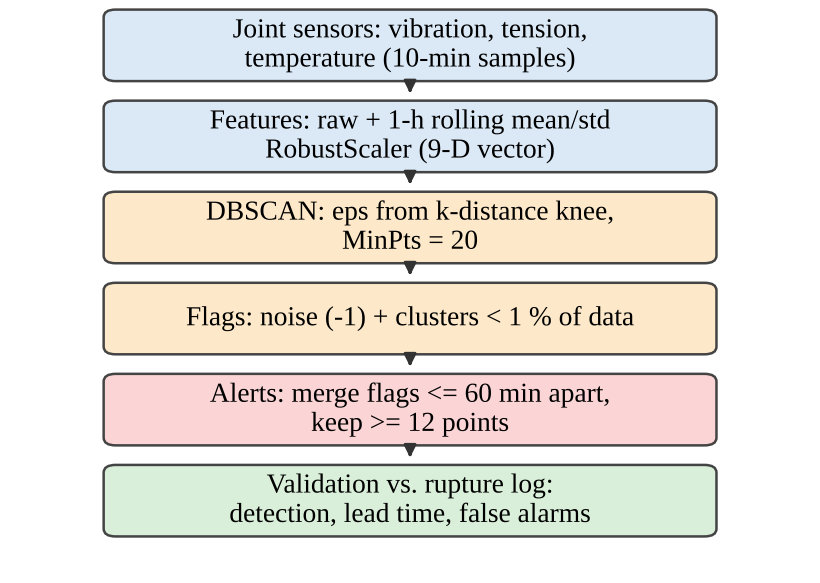 Joint sensors: vibration, tension,
temperature (10-min samples)
Features: raw + 1-h rolling mean/std
RobustScaler (9-D vector)
DBSCAN: eps from k-distance knee,
MinPts = 20
Flags: noise (-1) + clusters < 1 % of data
Alerts: merge flags <= 60 min apart,
keep >= 12 points
Validation vs. rupture log:
detection, lead time, false alarms